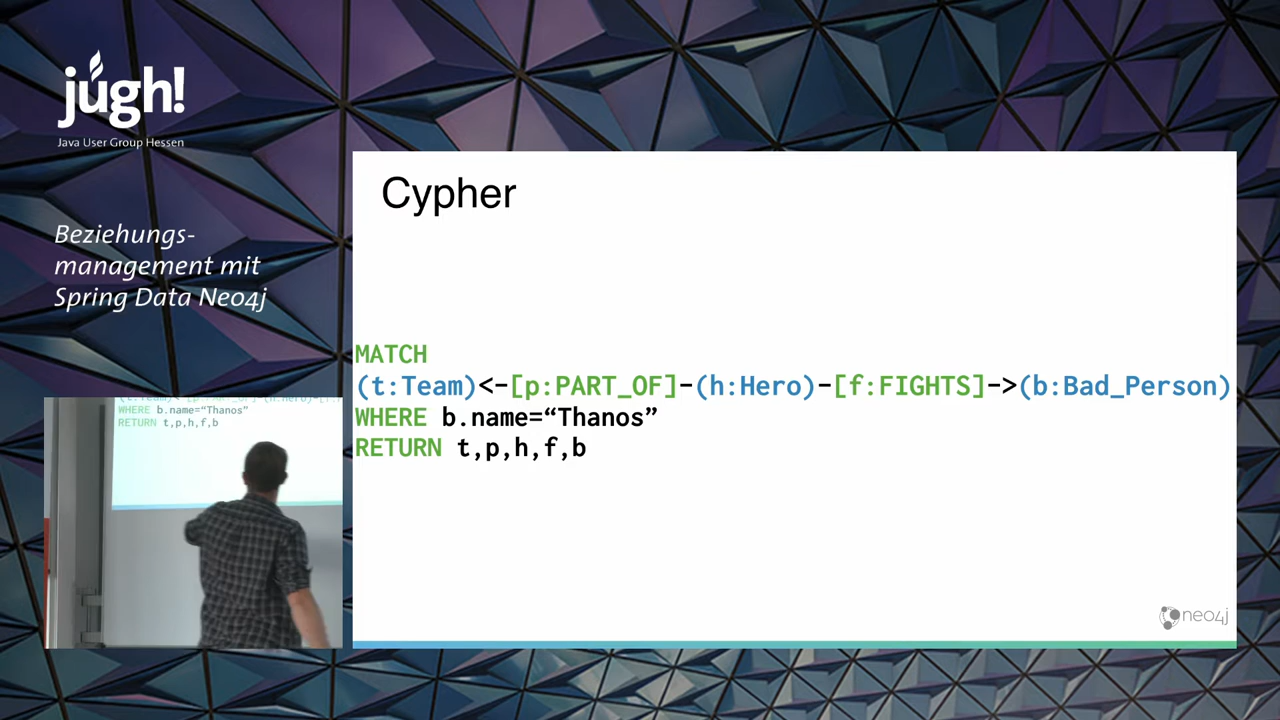 júgh!
Java User Group Hessen
Beziehungs-
management mit
Spring Data Neo4j
Cypher
MATCH
(t:Team)<-[p:PART_OF]-(h:Hero)-[f:FIGHTS]->(b:Bad_Person)
WHERE b.name=“Thanos”
RETURN t,p,h,f,b
neo4j
WHERE b.name=“Thanos”
RETURN t,p,h,f,b